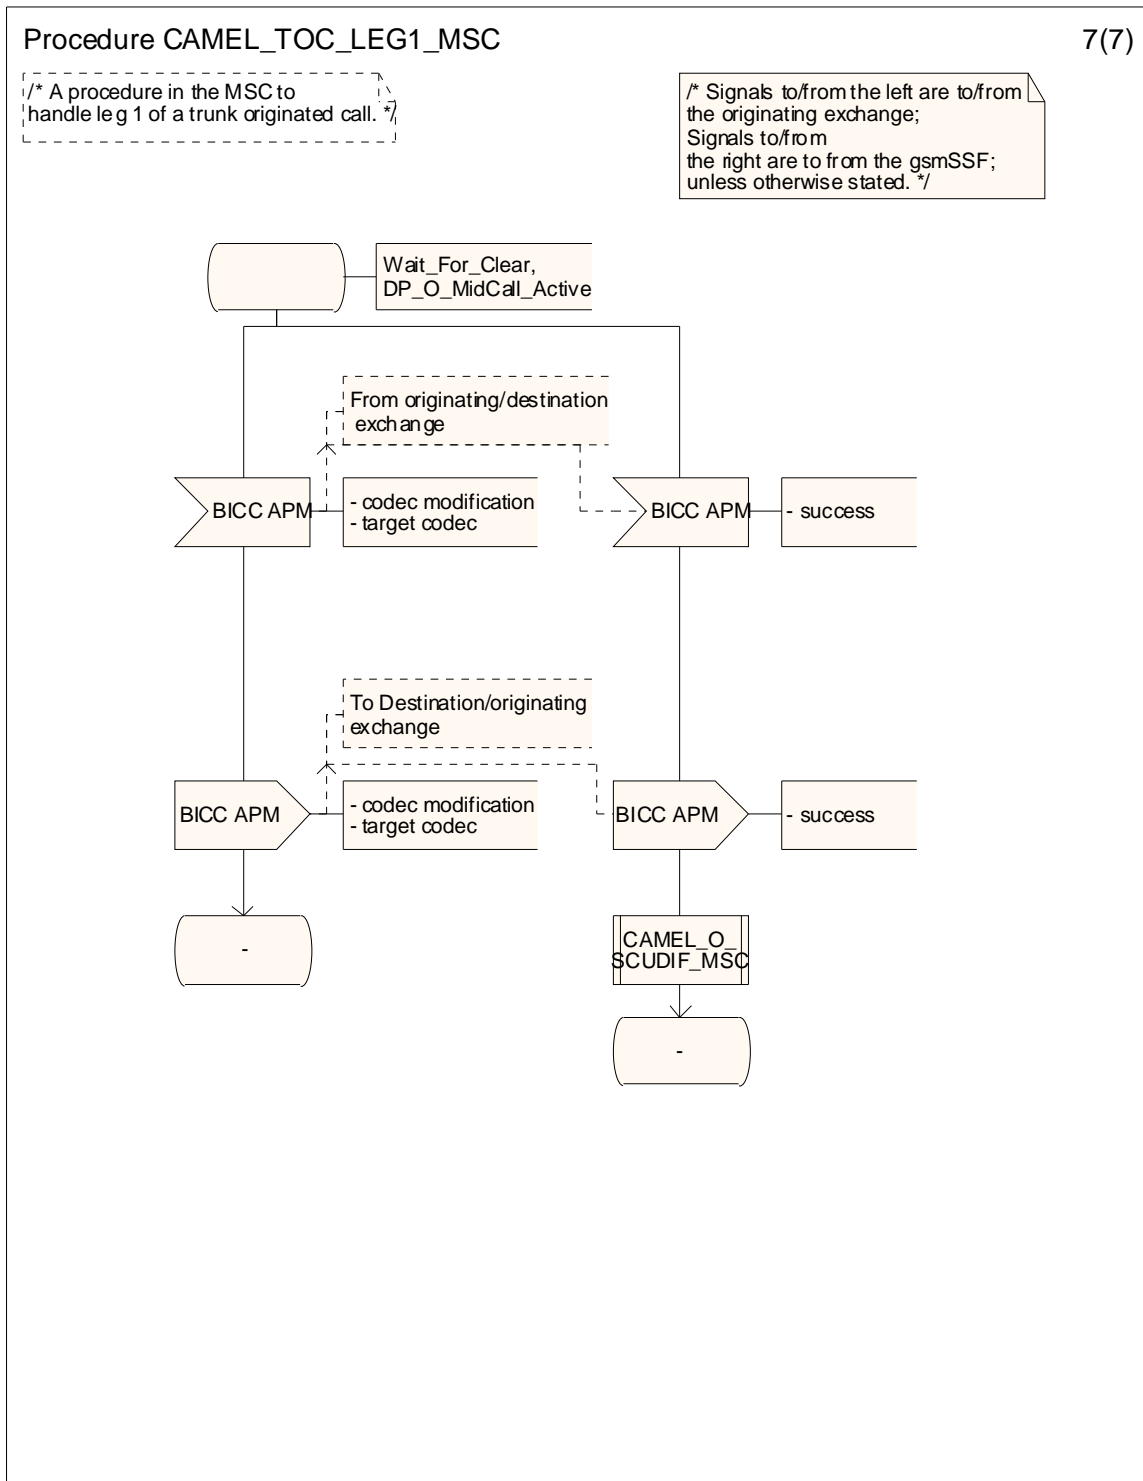 Procedure CAMEL_TOC_LEG1_MSC
7(7)
/* A procedure in the MSC to
handle leg 1 of a trunk originated call. */
/* Signals to/from the left are to/from
the originating exchange;
Signals to/from
the right are to from the gsmSSF;
unless otherwise stated. */
Wait_For_Clear,
DP_O_MidCall_Active
From originating/destination
exchange
BICC APM
- codec modification
- target codec
BICC APM
- success
To Destination/originating
exchange
BICC APM
- codec modification
- target codec
BICC APM
- success
-
CAMEL_O_
SCUDIF_MSC
-